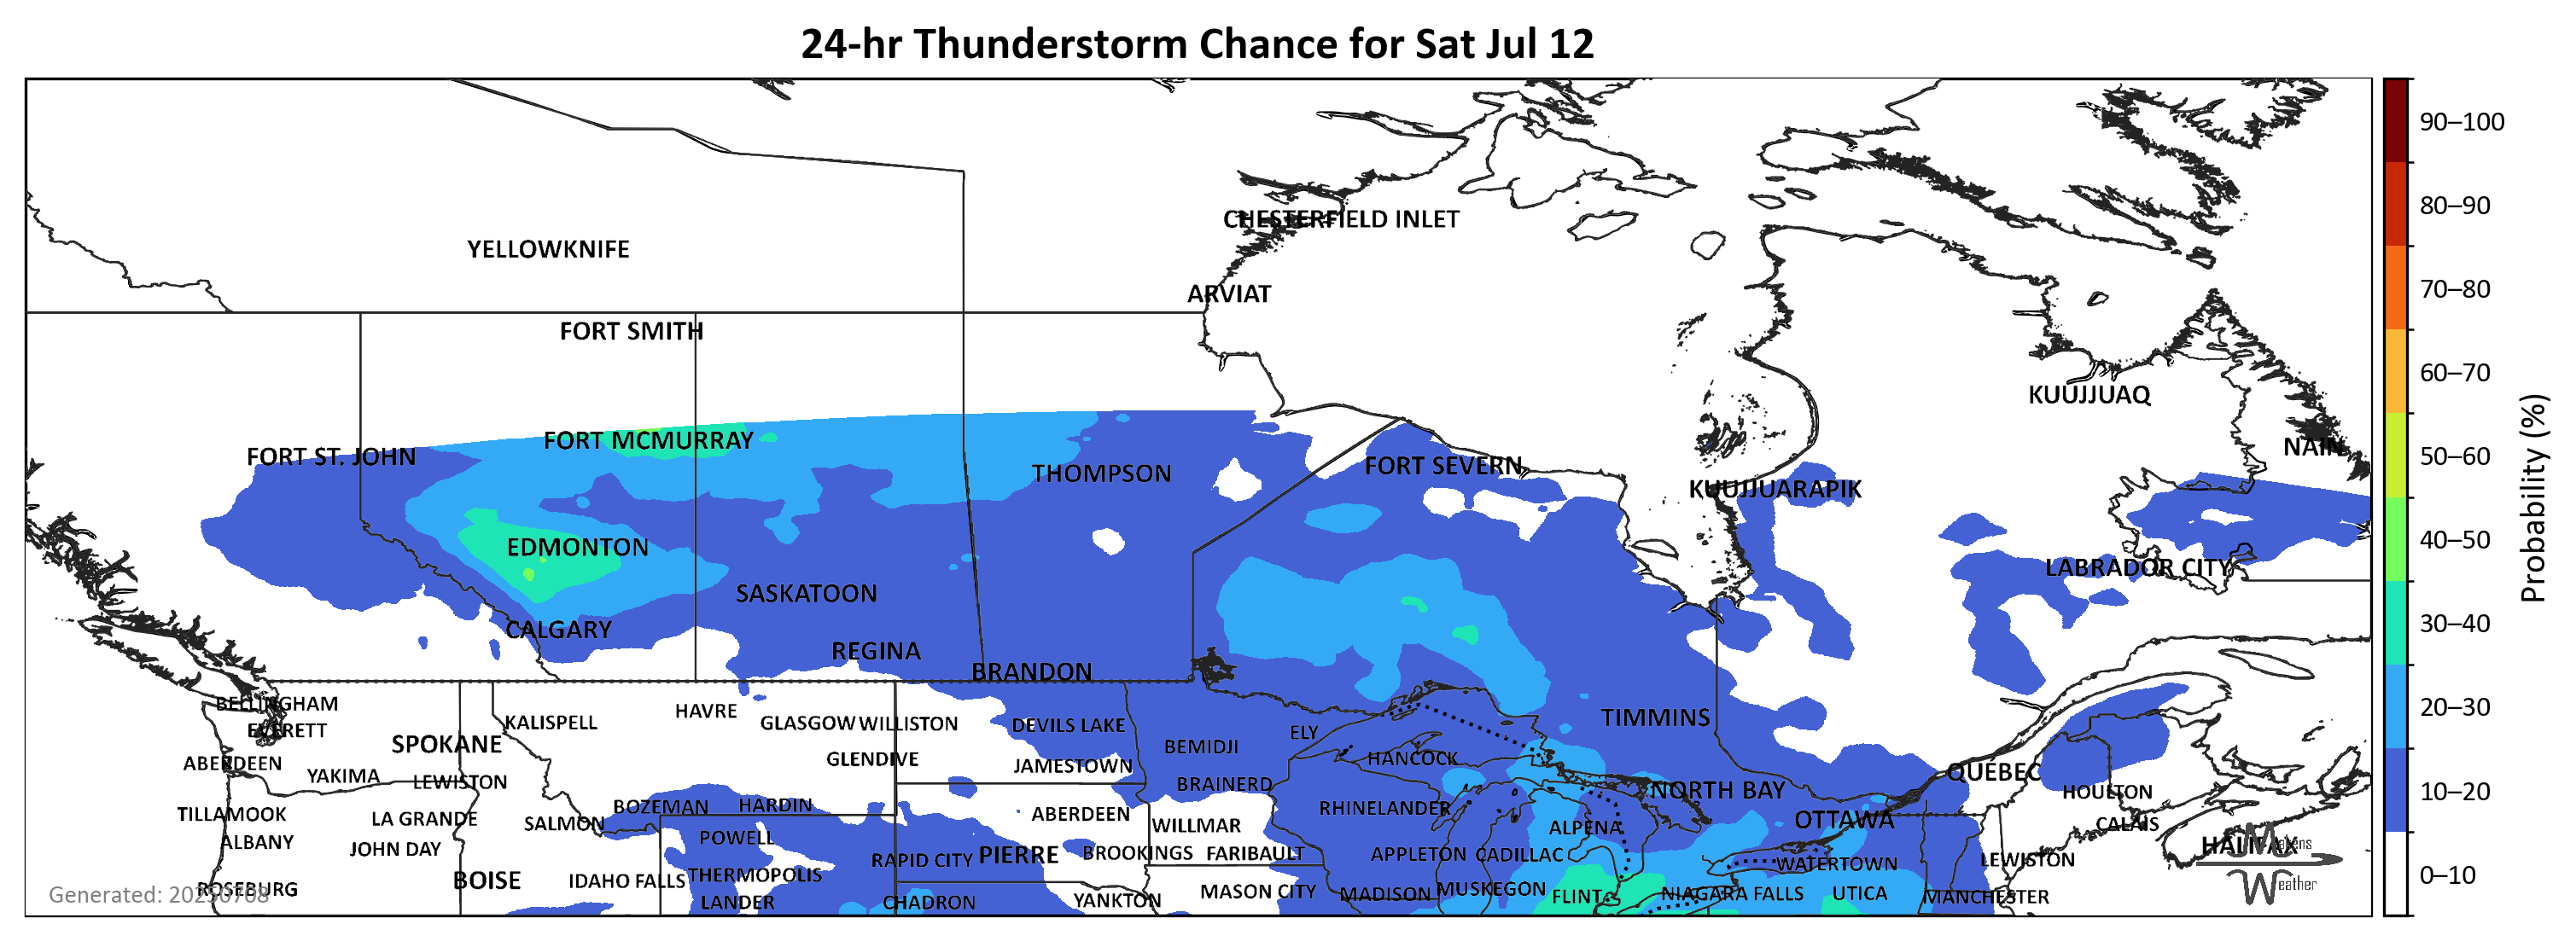 24-hr Thunderstorm Chance for Sat Jul 12
90–100
80–90
CHESTERFIELD INLET
YELLOWKNIFE
70–80
ARVIAT
FORT SMITH
60–70
KUUJJUAQ
FORT MCMURRAY
NAIN
50–60
FORT ST. JOHN
FORT SEVERN
THOMPSON
KUUJJUARAPIK
40–50
EDMONTON
LABRADOR CITY
SASKATOON
30–40
CALGARY
REGINA
BRANDON
Probability (%)
BELLINGHAM
HAVRE
20–30
TIMMINS
KALISPELL
GLASGOW WILLISTON
DEVILS LAKE
EVERETT
ELY
SPOKANE
BEMIDJI
GLENDIVE
HANCOCK
ABERDEEN
JAMESTOWN
QUÉBEC
YAKIMA
LEWISTON
BRAINERD
NORTH BAY
HOULTON
10–20
BOZEMAN
HARDIN
RHINELANDER
TILLAMOOK
LA GRANDE
SALMON
ABERDEEN
WILLMAR
ALPENA
OTTAWA
CALAIS
ALBANY
JOHN DAY
POWELL
HALIFAX
Makens
Weather
RAPID CITY
PIERRE
BROOKINGS
FARIBAULT
APPLETON
CADILLAC
WATERTOWN
LEWISTON
BOISE
IDAHO FALLS
THERMOPOLIS
0–10
ROSEBURG
Generated: 20250708
LANDER
CHADRON
YANKTON
MASON CITY
MADISON
MUSKEGON
FLINT
NIAGARA FALLS
UTICA
MANCHESTER